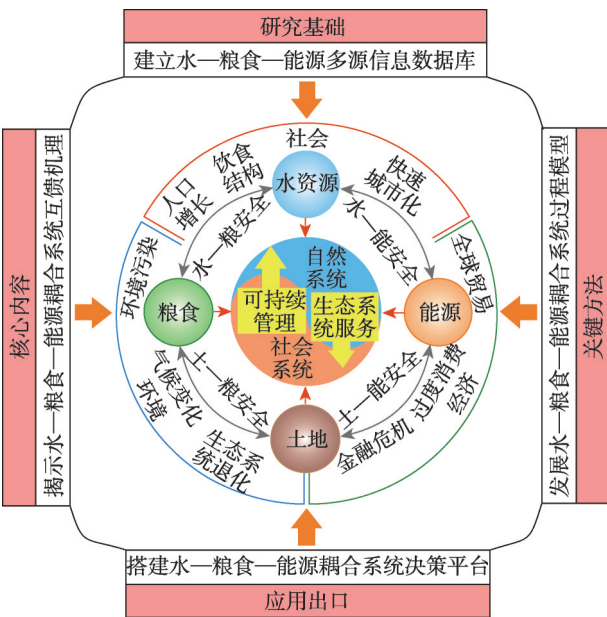 研究基础
建立水—粮食—能源多源信息数据库
核心内容
揭示水—粮食—能源耦合系统互馈机理
关键方法
发展水—粮食—能源耦合系统过程模型
社会
人口
增长
饮食
结构
快速
城市化
水资源
水—粮安全
水—能安全
环境污染
全球贸易
粮食
能源
自然
系统
可持续
管理
生态系
统服务
社会
系统
土—粮安全
土—能安全
气候变化
环境
生态系
统退化
过度消费
经济
金融危机
土地
搭建水—粮食—能源耦合系统决策平台
应用出口